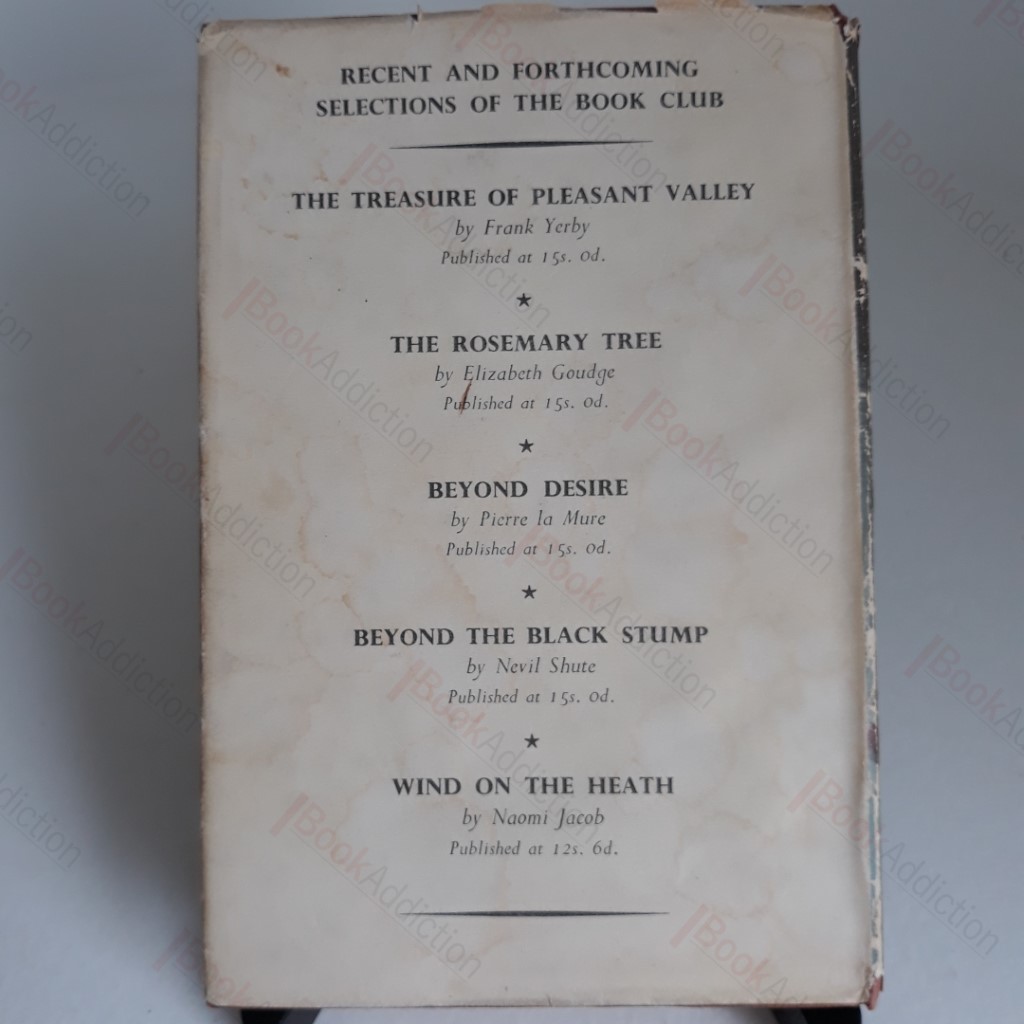 RECENT AND FORTHCOMING
SELECTIONS OF THE BOOK CLUB
THE TREASURE OF PLEASANT VALLEY
by Frank Yerby
Published at 15s. 0d.
★
THE ROSEMARY TREE
by Elizabeth Goudge
Published at 15s. 0d.
★
BEYOND DESIRE
by Pierre la Mure
Published at 15s. 0d.
★
BEYOND THE BLACK STUMP
by Nevil Shute
Published at 15s. 0d.
★
WIND ON THE HEATH
by Naomi Jacob
Published at 12s. 6d.
BookAddiction